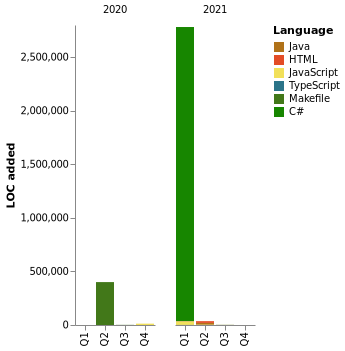 2020 2021
Language
Java
HTML
JavaScript
TypeScript
Makefile
C#
LOC added
2,500,000
2,000,000
1,500,000
1,000,000
500,000
0
Q1 Q2 Q3 Q4 Q1 Q2 Q3 Q4